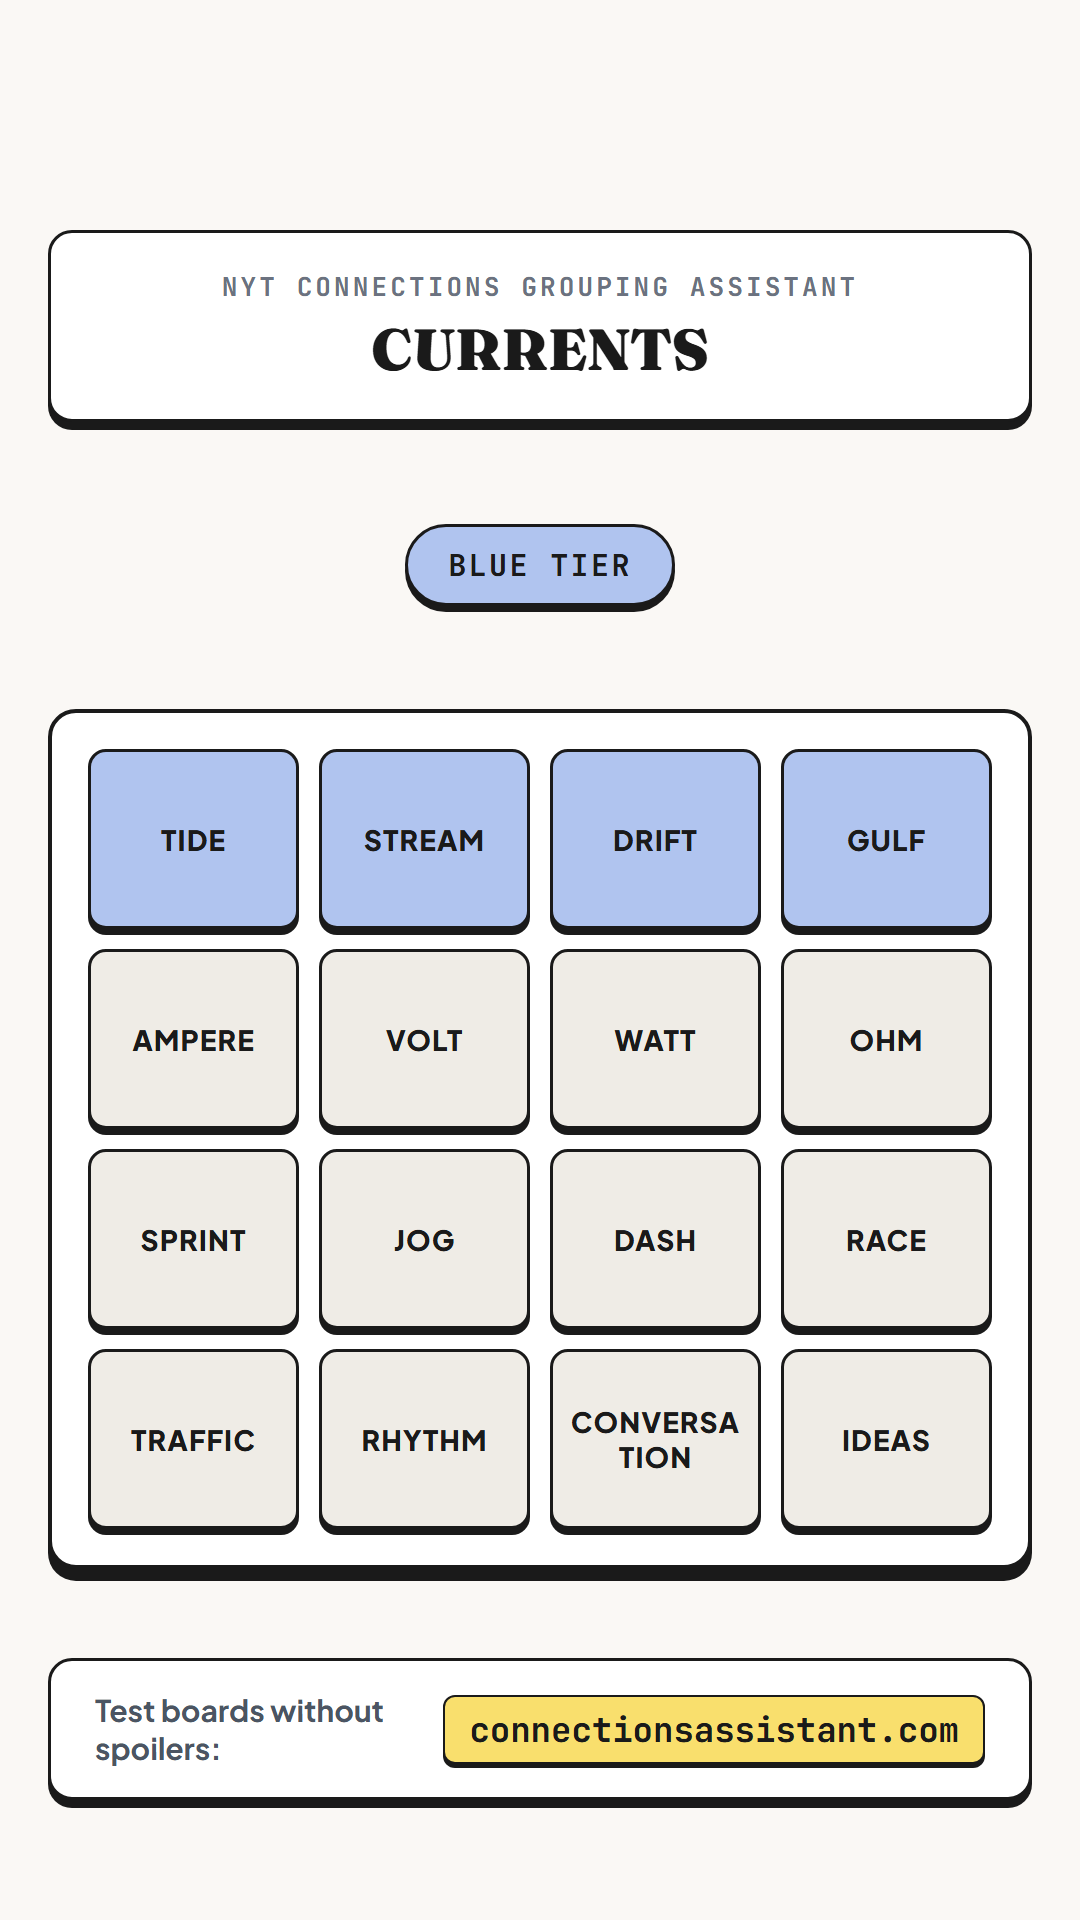 NYT CONNECTIONS GROUPING ASSISTANT
CURRENTS
BLUE TIER
TIDE
STREAM
DRIFT
GULF
AMPERE
VOLT
WATT
OHM
SPRINT
JOG
DASH
RACE
TRAFFIC
RHYTHM
CONVERSA
TION
IDEAS
Test boards without
spoilers:
connectionsassistant.com